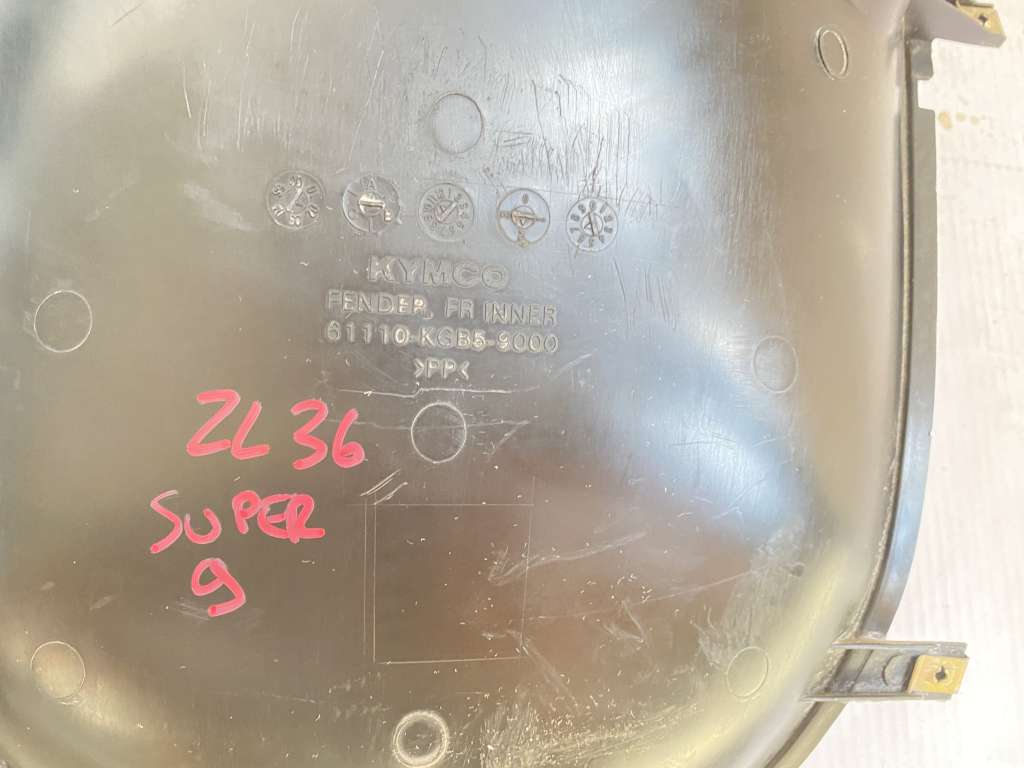 KYMCO
FENDER, FR INNER
61110-KGB5-9000
>PP<
ZL 36
SUPER
9